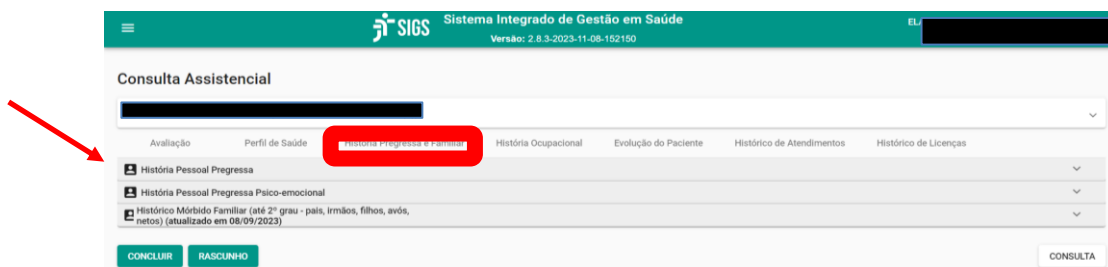 SIGS
Sistema Integrado de Gestão em Saúde
Versão: 2.8.3-2023-11-08-152150
Consulta Assistencial
Avaliação Perfil de Saúde História Pregressa e Familiar História Ocupacional Evolução do Paciente Histórico de Atendimentos Histórico de Licenças
História Pessoal Pregressa
História Pessoal Pregressa Psico-emocional
Histórico Mórbido Familiar (até 2º grau - pais, irmãos, filhos, avós,
netos) (atualizado em 08/09/2023)
CONCLUIR RASCUNHO CONSULTA